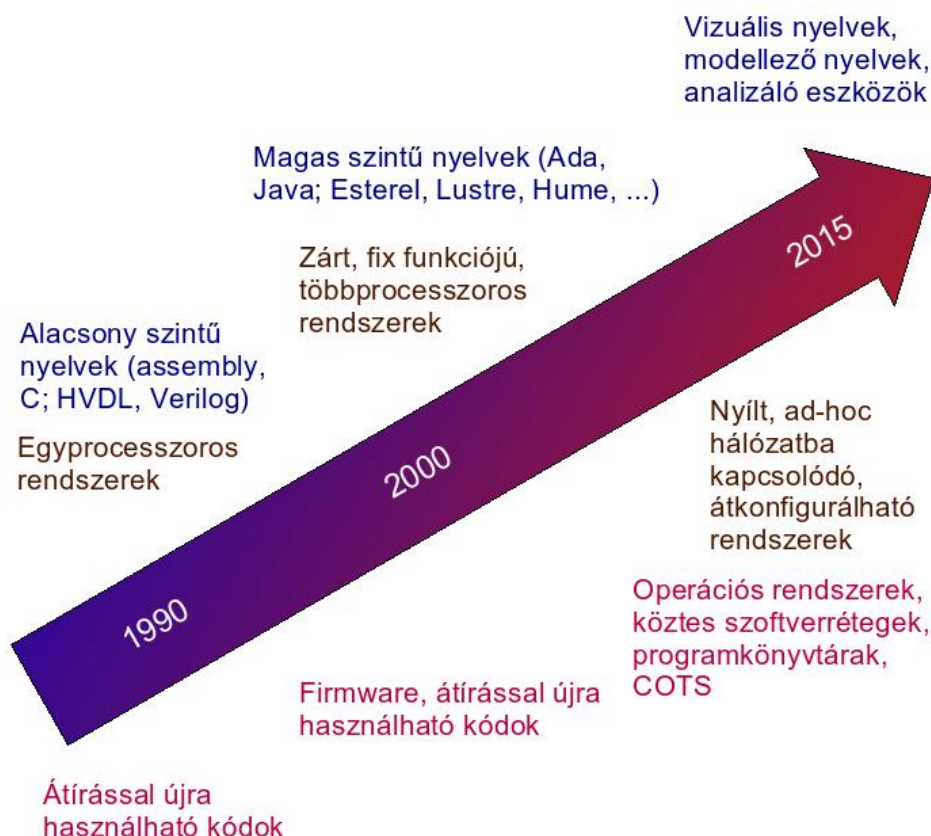 Vizuális nyelvek,
modellező nyelvek,
analizáló eszközök
Magas szintű nyelvek (Ada,
Java; Esterel, Lustre, Hume, ...)
2015
Zárt, fix funkciójú,
többprocesszoros
rendszerek
Alacsony szintű
nyelvek (assembly,
C; HVDL, Verilog)
Egyprocesszoros
rendszerek
2000
Nyílt, ad-hoc
hálózatba
kapcsolódó,
átkonfigurálható
rendszerek
1990
Operációs rendszerek,
köztes szoftverrétegek,
programkönyvtárak,
COTS
Firmware, átírással újra
használható kódok
Átírással újra
használható kódok